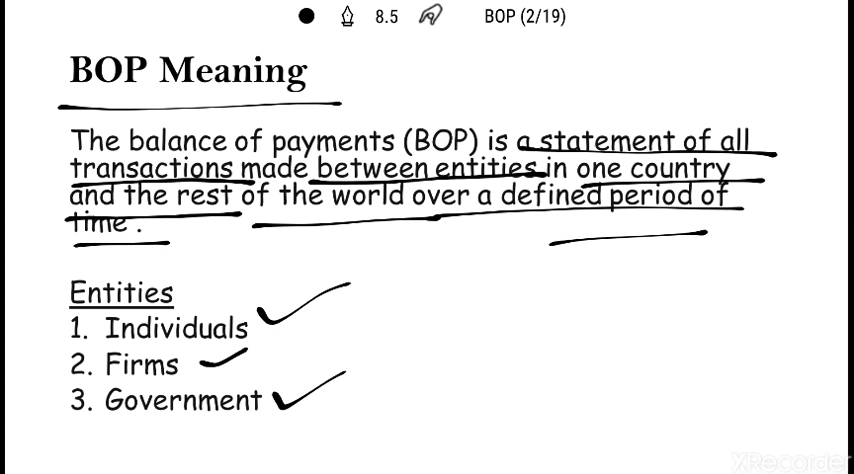 8.5 BOP (2/19)
BOP Meaning
The balance of payments (BOP) is a statement of all
transactions made between entities in one country
and the rest of the world over a defined period of
time .
Entities
1. Individuals
2. Firms
3. Government
XRecorder